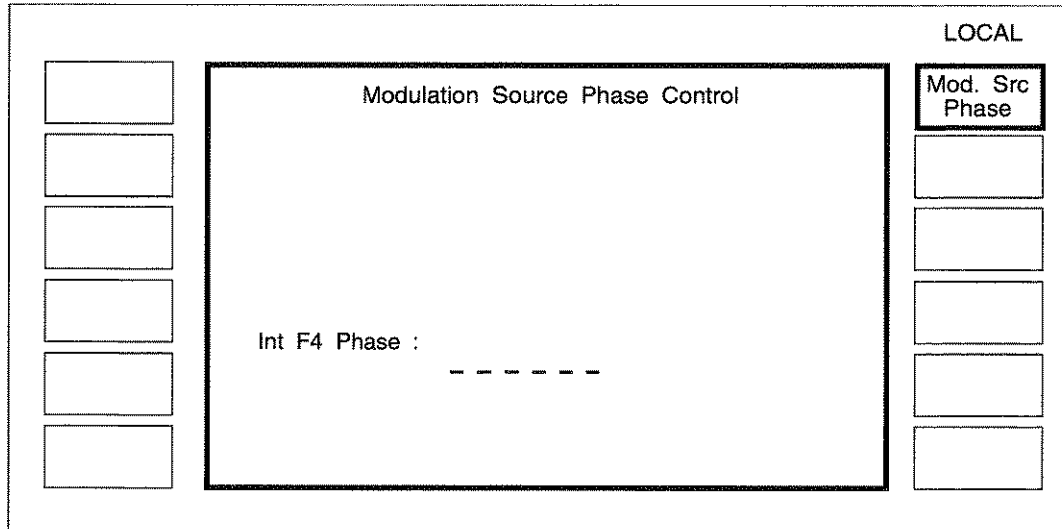 LOCAL
Modulation Source Phase Control
Mod. Src
Phase
Int F4 Phase :
– – – – – –